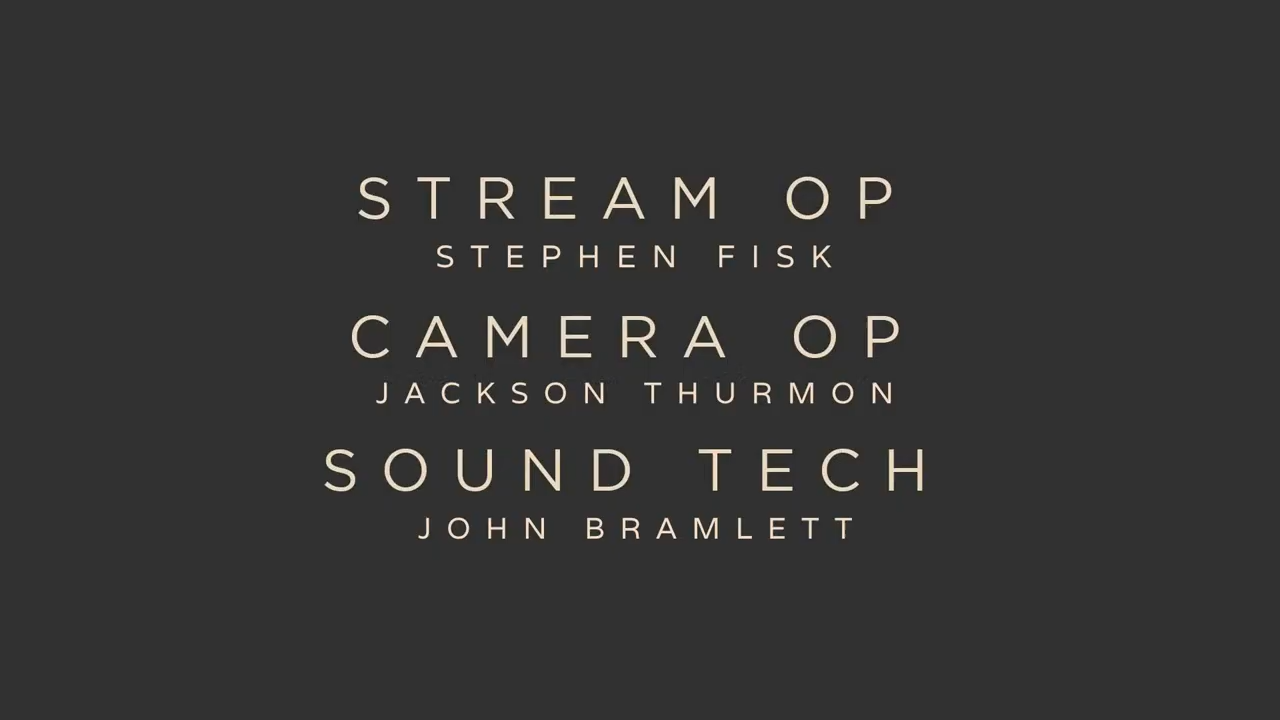 STREAM OP
STEPHEN FISK
CAMERA OP
JACKSON THURMON
SOUND TECH
JOHN BRAMLETT